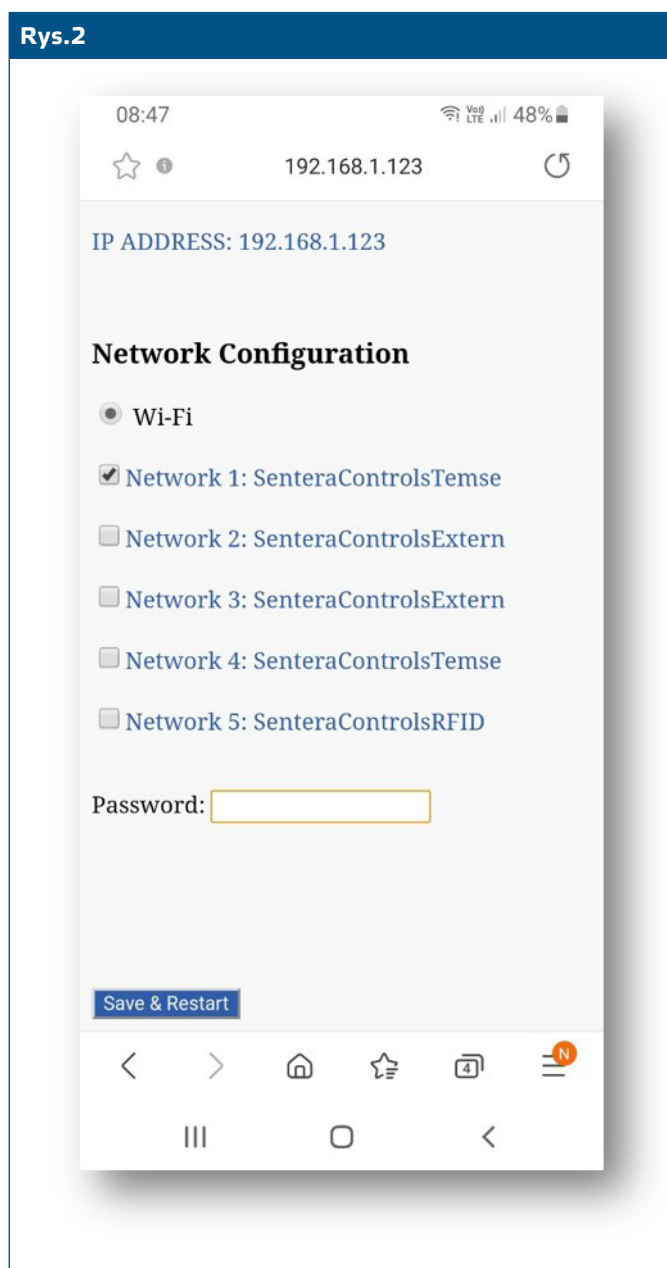 Rys.2
08:47 Vo)) LTE 48%
192.168.1.123
IP ADDRESS: 192.168.1.123
Network Configuration
Wi-Fi
Network 1: SenteraControlsTemse
Network 2: SenteraControlsExtern
Network 3: SenteraControlsExtern
Network 4: SenteraControlsTemse
Network 5: SenteraControlsRFID
Password:
Save & Restart
4 N